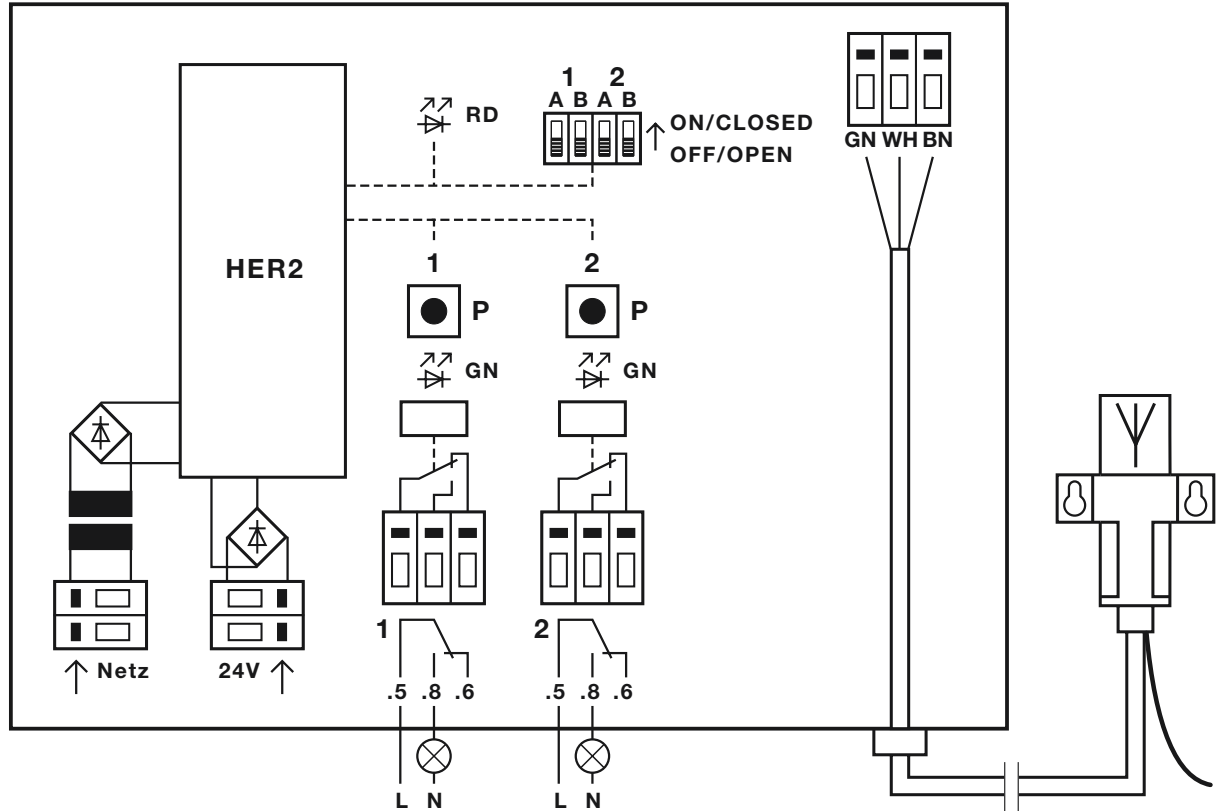 1 2
A B A B
RD
ON/CLOSED
OFF/OPEN
GN WH BN
HER2
1 2
P P
GN GN
1 2
Netz 24V
.5 .8 .6 .5 .8 .6
L N L N